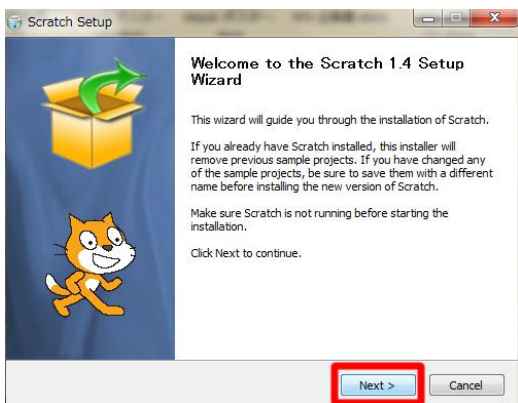 Scratch Setup
Welcome to the Scratch 1.4 Setup
Wizard
This wizard will guide you through the installation of Scratch.
If you already have Scratch installed, this installer will
remove previous sample projects. If you have changed any
of the sample projects, be sure to save them with a different
name before installing the new version of Scratch.
Make sure Scratch is not running before starting the
installation.
Click Next to continue.
Next >
Cancel